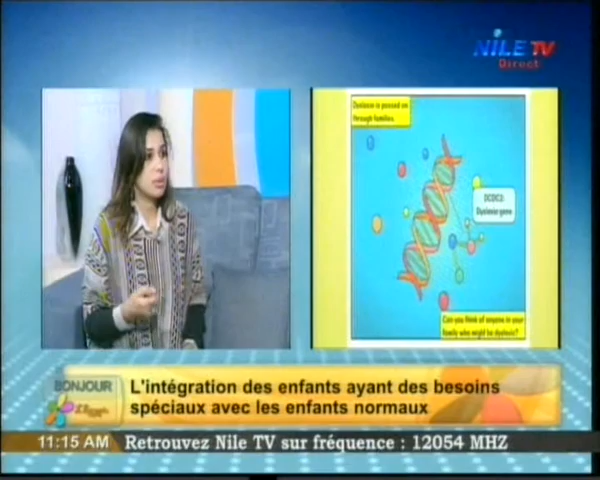 NiLE TV
Direct
Dyslexia is passed on
through families.
DCDC2:
Dyslexia gene
Can you think of anyone in your
family who might be dyslexic?
BONJOUR
L'intégration des enfants ayant des besoins
spéciaux avec les enfants normaux
11:15 AM Retrouvez Nile TV sur fréquence : 12054 MHZ